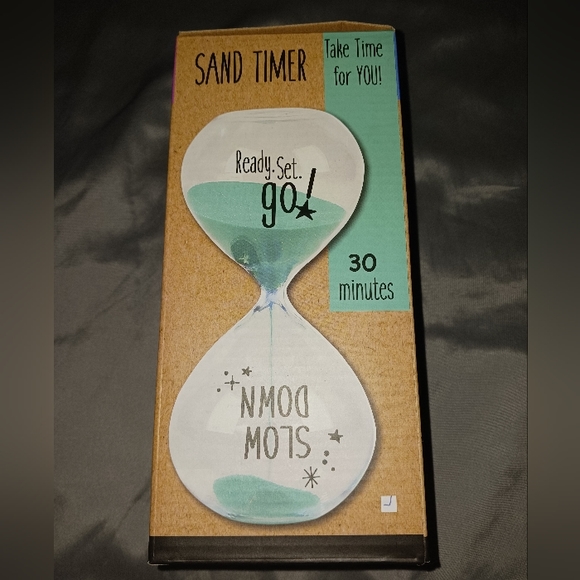 SAND TIMER
Take Time
for YOU!
Ready. Set.
go!
30
minutes
SLOW
DOWN